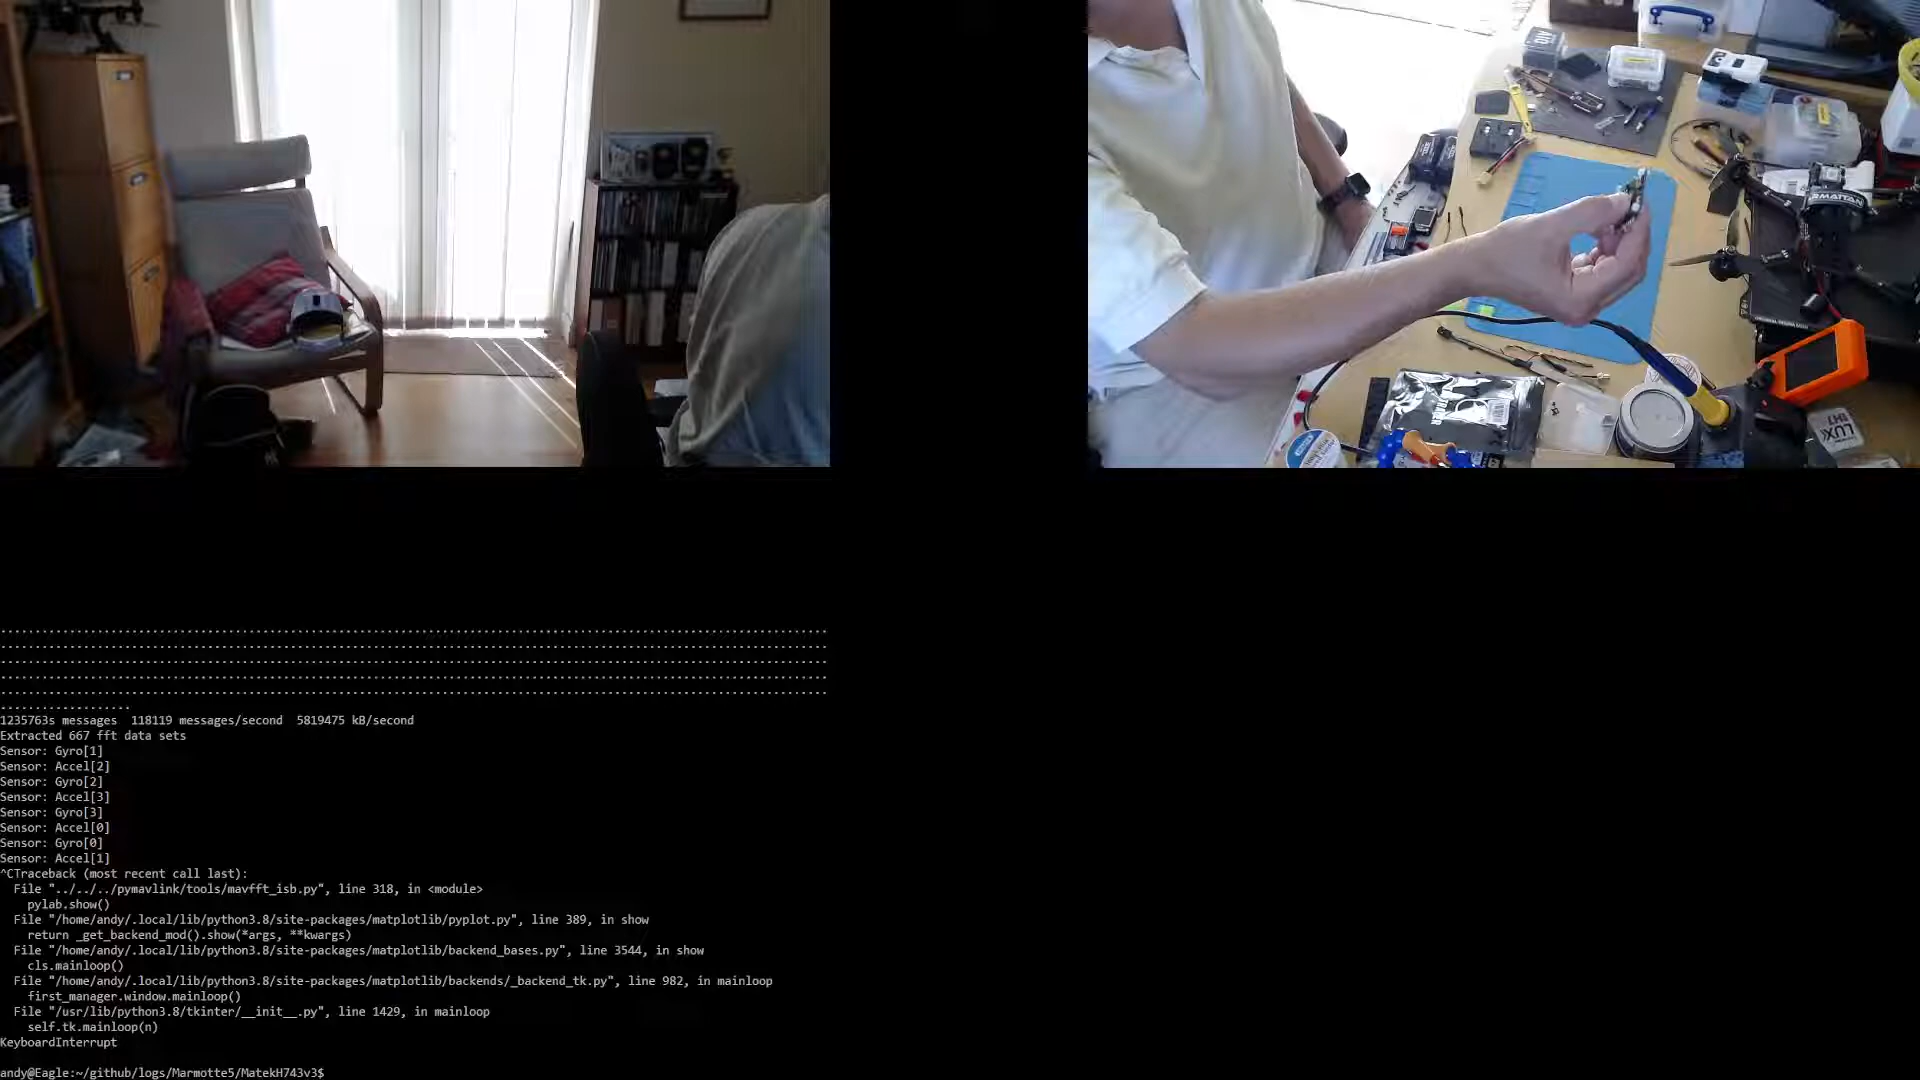 RMATTAN
LUX
1235763s messages  118119 messages/second  5819475 kB/second
Extracted 667 fft data sets
Sensor: Gyro[1]
Sensor: Accel[2]
Sensor: Gyro[2]
Sensor: Accel[3]
Sensor: Gyro[3]
Sensor: Accel[0]
Sensor: Gyro[0]
Sensor: Accel[1]
^CTraceback (most recent call last):
  File "../../../pymavlink/tools/mavfft_isb.py", line 318, in <module>
    pylab.show()
  File "/home/andy/.local/lib/python3.8/site-packages/matplotlib/pyplot.py", line 389, in show
    return _get_backend_mod().show(*args, **kwargs)
  File "/home/andy/.local/lib/python3.8/site-packages/matplotlib/backend_bases.py", line 3544, in show
    cls.mainloop()
  File "/home/andy/.local/lib/python3.8/site-packages/matplotlib/backends/_backend_tk.py", line 982, in mainloop
    first_manager.window.mainloop()
  File "/usr/lib/python3.8/tkinter/__init__.py", line 1429, in mainloop
    self.tk.mainloop(n)
KeyboardInterrupt
andy@Eagle:~/github/logs/Marmotte5/MatekH743v3$